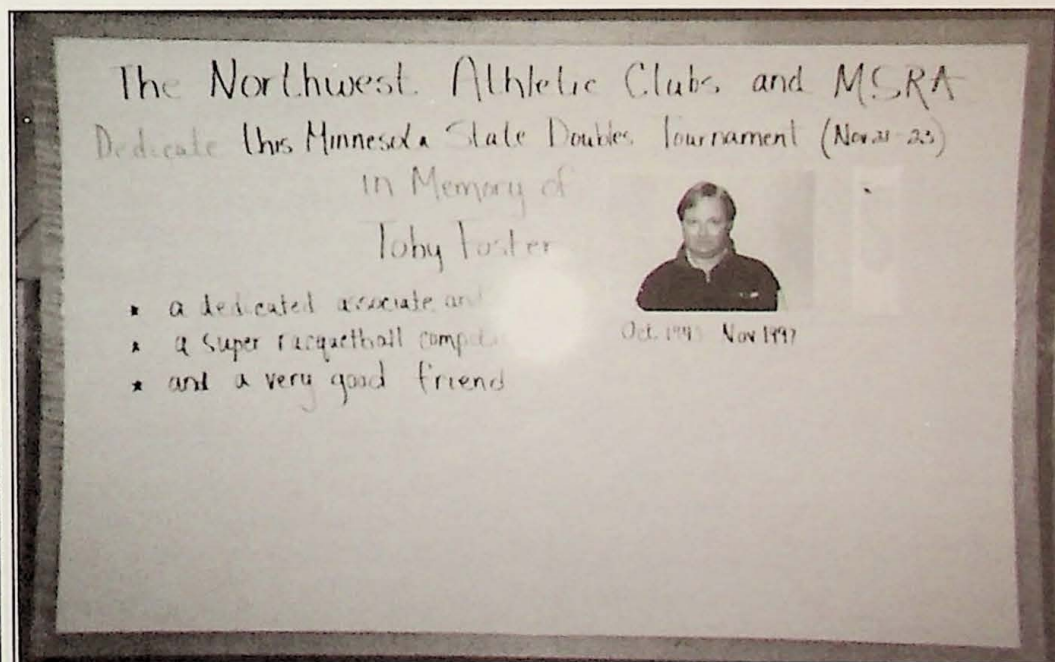 The Northwest Athletic Clubs and MSRA
Dedicate this Minnesota State Doubles Tournament (Nov 21-23)
in Memory of
Toby Foster
* a dedicated associate and
* a super racquetball
* and a very good friend
Oct. Nov 1997